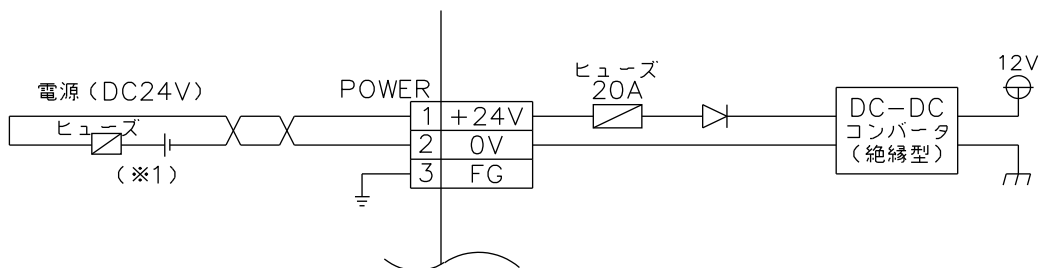 電源(DC24V)
ヒューズ
(※1)
POWER
1 +24V
2 0V
3 FG
ヒューズ
20A
DC-DC
コンバータ
(絶縁型)
12V